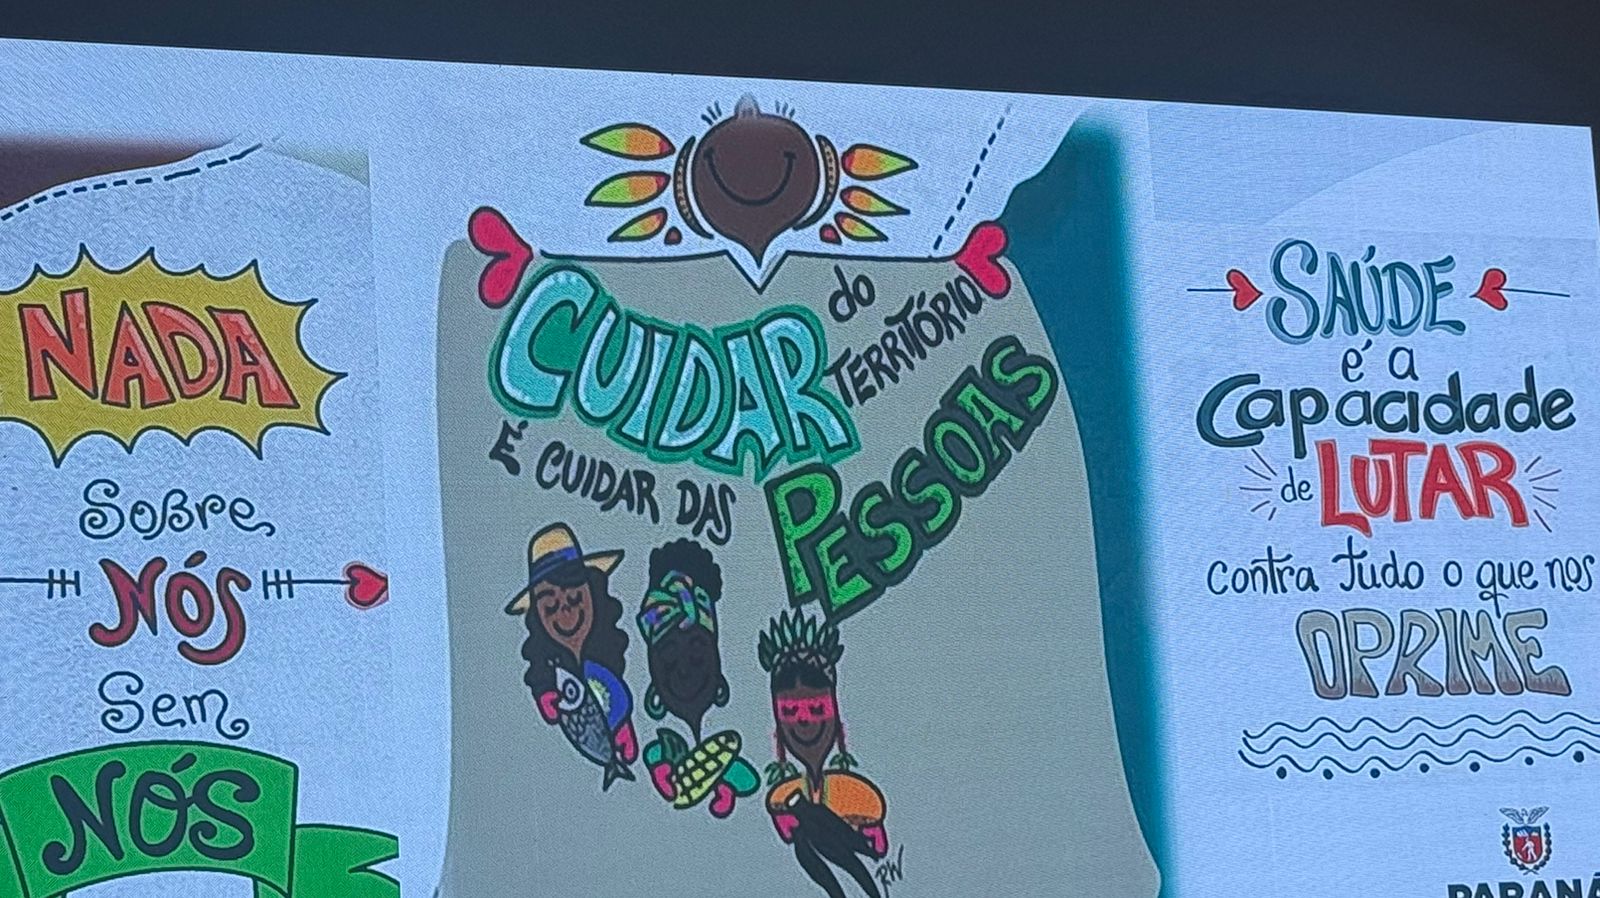 NADA
Sobre
NÓS
Sem
NÓS
CUIDAR do
TERRITÓRIO
É CUIDAR DAS
PESSOAS
RW
SAÚDE
é a
Capacidade
de LUTAR
contra tudo o que nos
OPRIME
PARANÁ